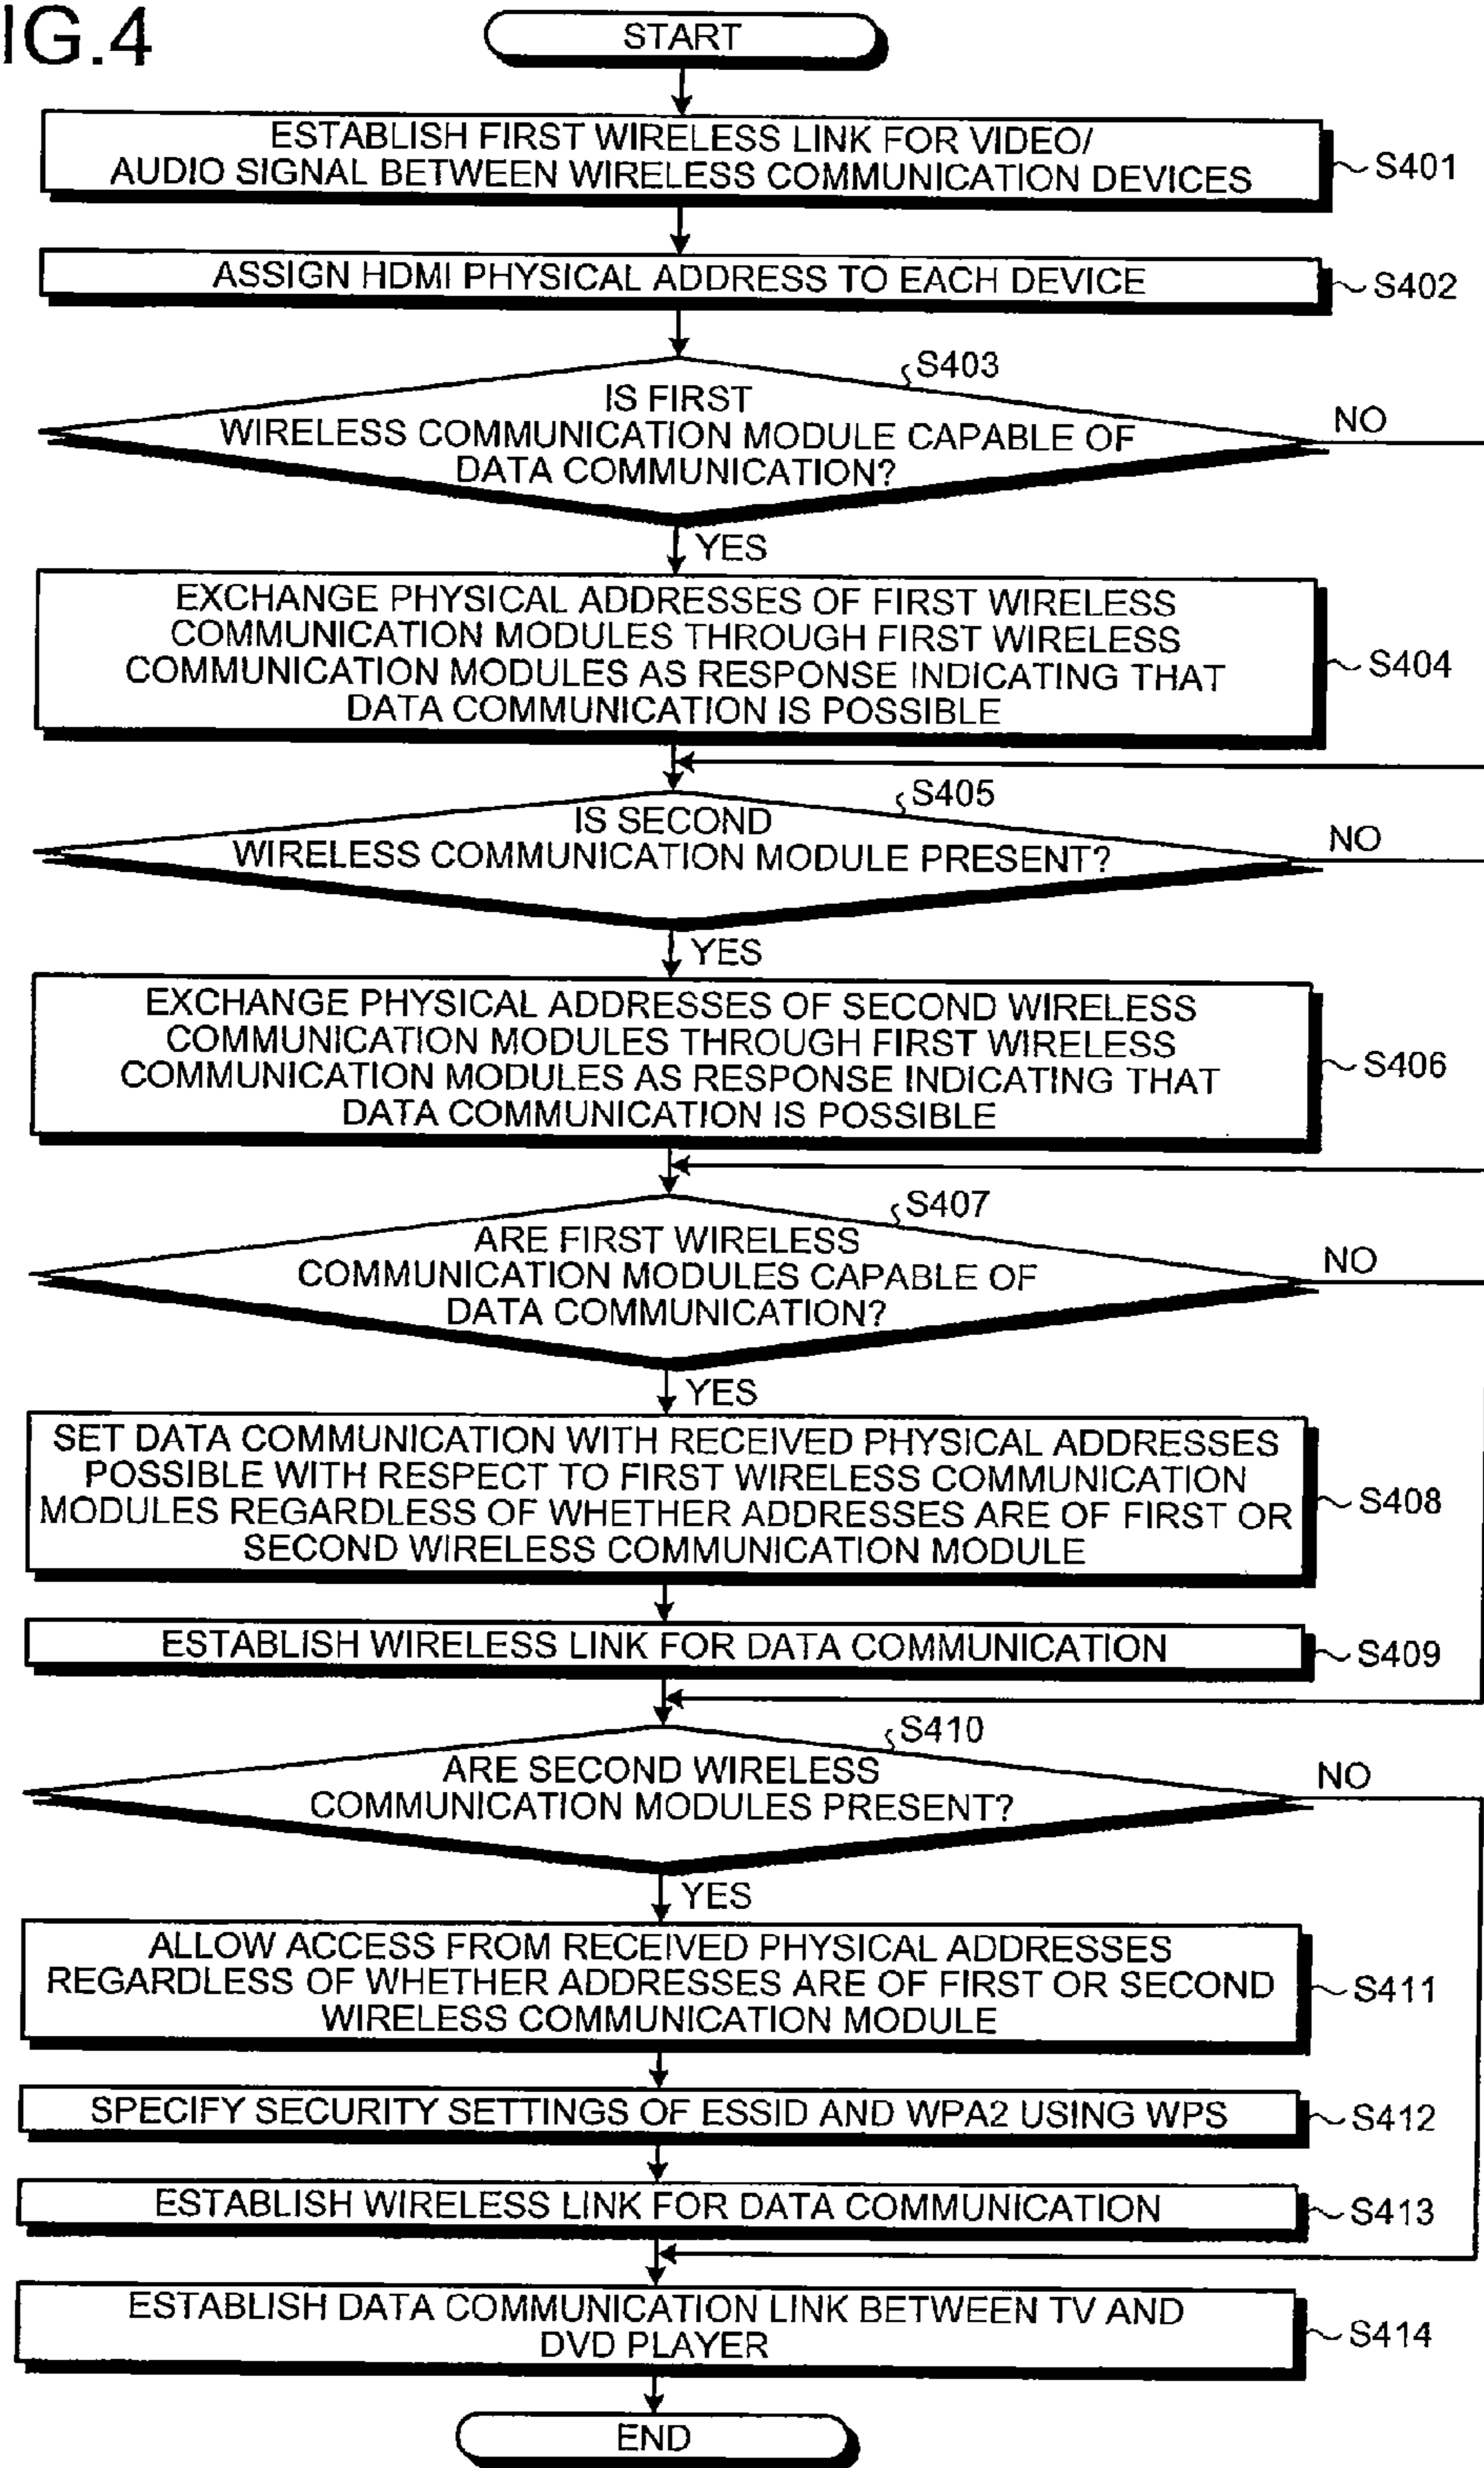 IG.4
START
ESTABLISH FIRST WIRELESS LINK FOR VIDEO/
AUDIO SIGNAL BETWEEN WIRELESS COMMUNICATION DEVICES
S401
ASSIGN HDMI PHYSICAL ADDRESS TO EACH DEVICE
S402
S403
IS FIRST
WIRELESS COMMUNICATION MODULE CAPABLE OF
DATA COMMUNICATION?
NO
YES
EXCHANGE PHYSICAL ADDRESSES OF FIRST WIRELESS
COMMUNICATION MODULES THROUGH FIRST WIRELESS
COMMUNICATION MODULES AS RESPONSE INDICATING THAT
DATA COMMUNICATION IS POSSIBLE
S404
S405
IS SECOND
WIRELESS COMMUNICATION MODULE PRESENT?
NO
YES
EXCHANGE PHYSICAL ADDRESSES OF SECOND WIRELESS
COMMUNICATION MODULES THROUGH FIRST WIRELESS
COMMUNICATION MODULES AS RESPONSE INDICATING THAT
DATA COMMUNICATION IS POSSIBLE
S406
S407
ARE FIRST WIRELESS
COMMUNICATION MODULES CAPABLE OF
DATA COMMUNICATION?
NO
YES
SET DATA COMMUNICATION WITH RECEIVED PHYSICAL ADDRESSES
POSSIBLE WITH RESPECT TO FIRST WIRELESS COMMUNICATION
MODULES REGARDLESS OF WHETHER ADDRESSES ARE OF FIRST OR
SECOND WIRELESS COMMUNICATION MODULE
S408
ESTABLISH WIRELESS LINK FOR DATA COMMUNICATION
S409
S410
ARE SECOND WIRELESS
COMMUNICATION MODULES PRESENT?
NO
YES
ALLOW ACCESS FROM RECEIVED PHYSICAL ADDRESSES
REGARDLESS OF WHETHER ADDRESSES ARE OF FIRST OR SECOND
WIRELESS COMMUNICATION MODULE
S411
SPECIFY SECURITY SETTINGS OF ESSID AND WPA2 USING WPS
S412
ESTABLISH WIRELESS LINK FOR DATA COMMUNICATION
S413
ESTABLISH DATA COMMUNICATION LINK BETWEEN TV AND
DVD PLAYER
S414
END